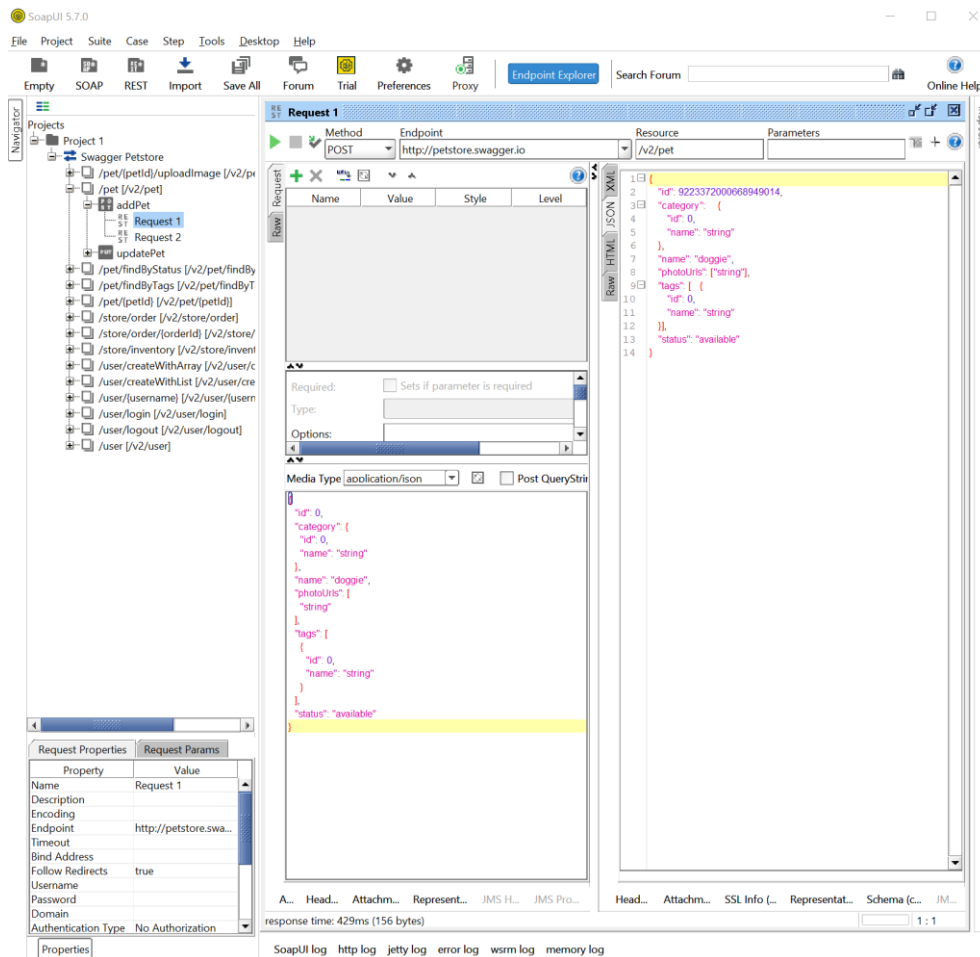 SoapUI 5.7.0
File Project Suite Case Step Tools Desktop Help
Empty SOAP REST Import Save All Forum Trial Preferences Proxy Endpoint Explorer Search Forum Online Help
Navigator
Projects
Project 1
Swagger Petstore
/pet/{petId}/uploadImage [/v2/pe
/pet [/v2/pet]
addPet
REST Request 1
REST Request 2
PUT updatePet
/pet/findByStatus [/v2/pet/findBy
/pet/findByTags [/v2/pet/findByT
/pet/{petId} [/v2/pet/{petId}]
/store/order [/v2/store/order]
/store/order/{orderId} [/v2/store/
/store/inventory [/v2/store/invent
/user/createWithArray [/v2/user/c
/user/createWithList [/v2/user/cre
/user/{username} [/v2/user/{usern
/user/login [/v2/user/login]
/user/logout [/v2/user/logout]
/user [/v2/user]
Request Properties Request Params
Property Value
Name Request 1
Description
Encoding
Endpoint http://petstore.swa...
Timeout
Bind Address
Follow Redirects true
Username
Password
Domain
Authentication Type No Authorization
Properties
REST Request 1
Method Endpoint Resource Parameters
POST http://petstore.swagger.io /v2/pet
Request
Raw
Name Value Style Level
Required: Sets if parameter is required
Type:
Options:
Media Type application/json Post QueryStrin
{
"id": 0,
"category": {
"id": 0,
"name": "string"
},
"name": "doggie",
"photoUrls": [
"string"
],
"tags": [
{
"id": 0,
"name": "string"
}
],
"status": "available"
}
A... Head... Attachm... Represent... JMS H... JMS Pro...
XML
JSON
HTML
Raw
1 {
2 "id": 9223372000668949014,
3 "category": {
4 "id": 0,
5 "name": "string"
6 },
7 "name": "doggie",
8 "photoUrls": ["string"],
9 "tags": [ {
10 "id": 0,
11 "name": "string"
12 }],
13 "status": "available"
14 }
Head... Attachm... SSL Info (... Representat... Schema (c... JM...
response time: 429ms (156 bytes) 1 : 1
SoapUI log http log jetty log error log wsrm log memory log